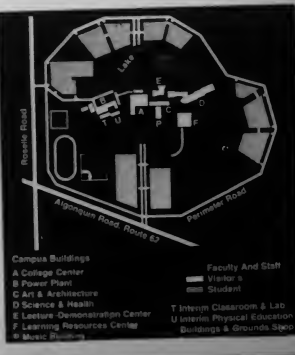 Lake
Roselle Road
E
B
D
T U
A
C
P
F
Algonquin Road, Route 62
Perimeter Road
Campus Buildings
A College Center
B Power Plant
C Art & Architecture
D Science & Health
E Lecture-Demonstration Center
F Learning Resources Center
P Music Building
Faculty And Staff
Visitors
Student
T Interim Classroom & Lab
U Interim Physical Education
Buildings & Grounds Shop